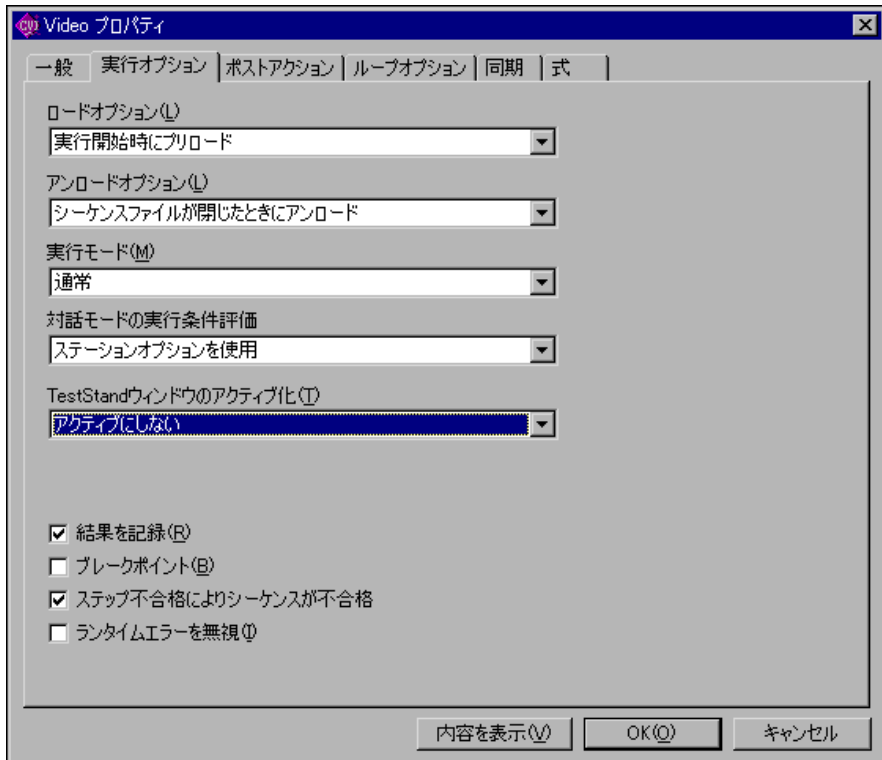 cvi Video プロパティ
一般 実行オプション ポストアクション ループオプション 同期 式
ロードオプション(L)
実行開始時にプリロード
アンロードオプション(L)
シーケンスファイルが閉じたときにアンロード
実行モード(M)
通常
対話モードの実行条件評価
ステーションオプションを使用
TestStandウィンドウのアクティブ化(T)
アクティブにしない
結果を記録(R)
ブレークポイント(B)
ステップ不合格によりシーケンスが不合格
ランタイムエラーを無視(I)
内容を表示(V) OK(O) キャンセル